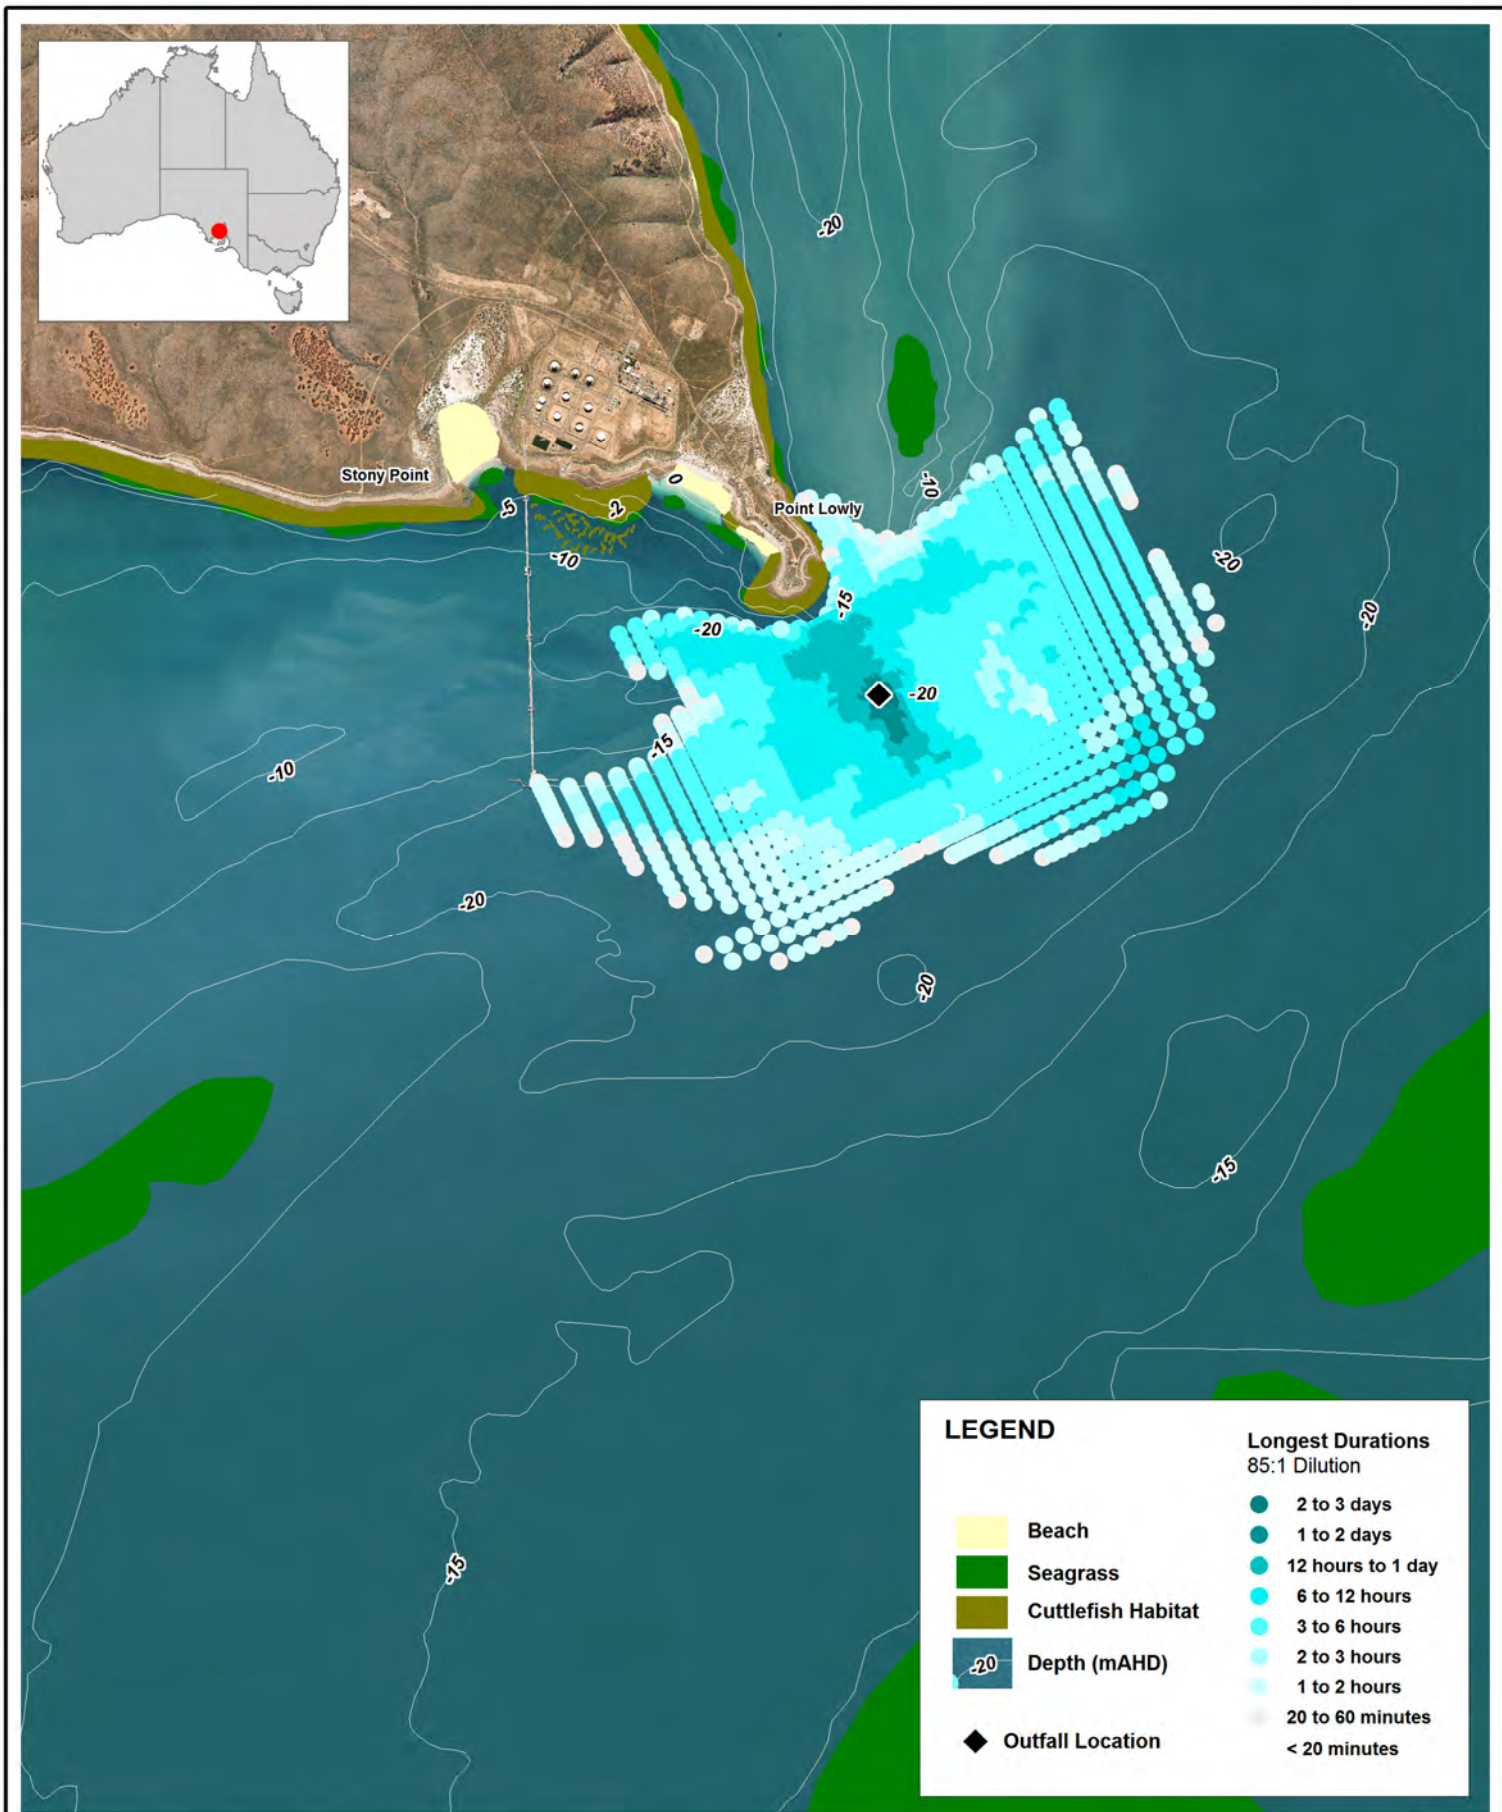 -20
-10
Stony Point
0
-5
-2
Point Lowly
-10
-20
-15
-20
-20
-20
-15
-10
-20
-20
-15
-15
LEGEND
Beach
Seagrass
Cuttlefish Habitat
-20
Depth (mAHD)
Outfall Location
Longest Durations
85:1 Dilution
2 to 3 days
1 to 2 days
12 hours to 1 day
6 to 12 hours
3 to 6 hours
2 to 3 hours
1 to 2 hours
20 to 60 minutes
< 20 minutes